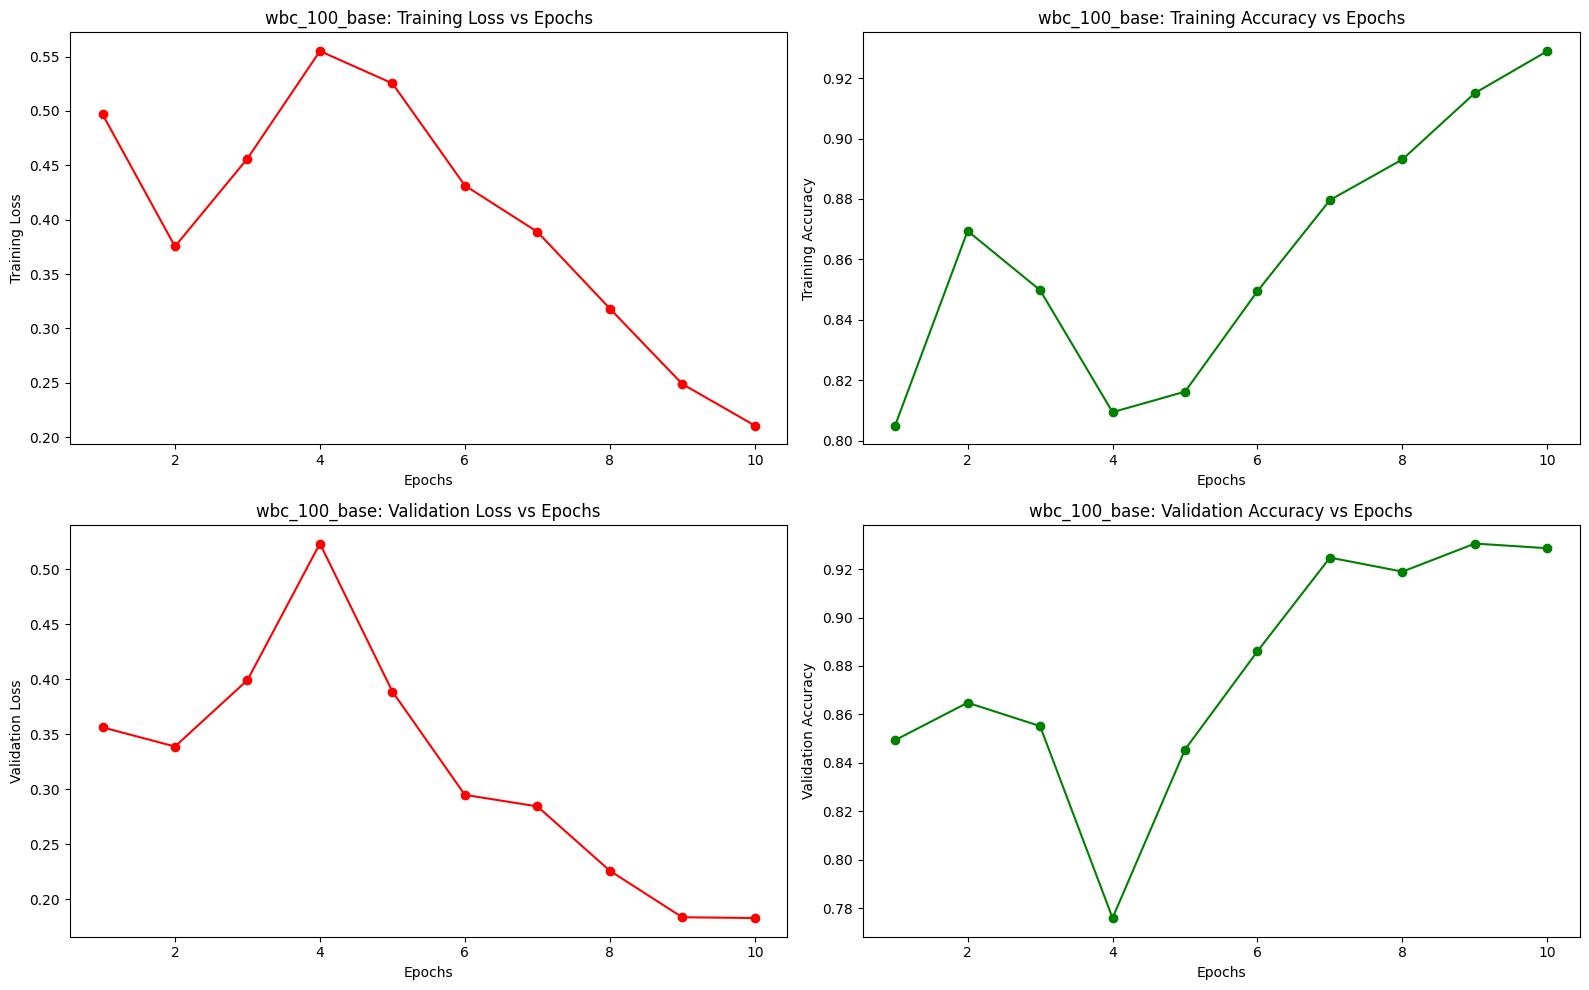 wbc_100_base: Training Loss vs Epochs
Training Loss
0.55
0.50
0.45
0.40
0.35
0.30
0.25
0.20
2 4 6 8 10
Epochs
wbc_100_base: Training Accuracy vs Epochs
Training Accuracy
0.92
0.90
0.88
0.86
0.84
0.82
0.80
2 4 6 8 10
Epochs
wbc_100_base: Validation Loss vs Epochs
Validation Loss
0.50
0.45
0.40
0.35
0.30
0.25
0.20
2 4 6 8 10
Epochs
wbc_100_base: Validation Accuracy vs Epochs
Validation Accuracy
0.92
0.90
0.88
0.86
0.84
0.82
0.80
0.78
2 4 6 8 10
Epochs